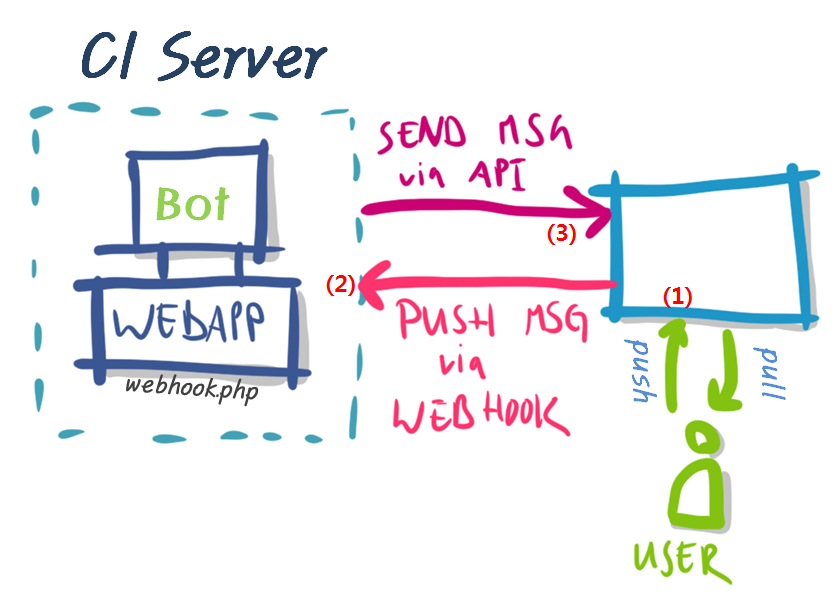 CI Server
SEND MSG
via API
Bot
(3)
(2)
(1)
WEBAPP
PUSH MSG
via
WEBHOOK
push
pull
webhook.php
USER